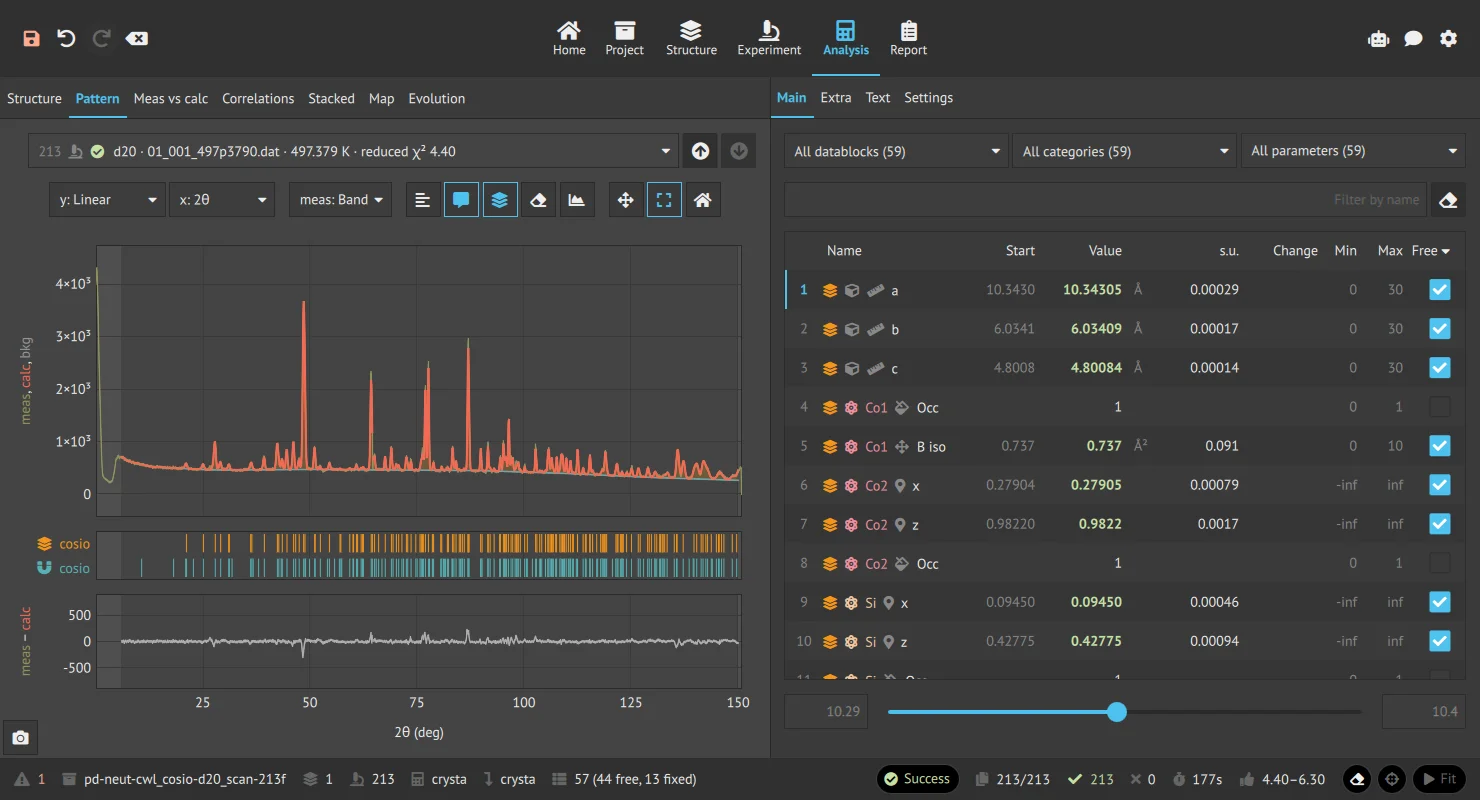 Home Project Structure Experiment Analysis Report
Structure Pattern Meas vs calc Correlations Stacked Map Evolution
Main Extra Text Settings
213 d20 · 01_001_497p3790.dat · 497.379 K · reduced χ² 4.40
All datablocks (59) All categories (59) All parameters (59)
y: Linear x: 2θ meas: Band
Filter by name
Name Start Value s.u. Change Min Max Free
1 a 10.3430 10.34305 Å 0.00029 0 30
2 b 6.0341 6.03409 Å 0.00017 0 30
3 c 4.8008 4.80084 Å 0.00014 0 30
4 Co1 Occ 1 0 1
5 Co1 B iso 0.737 0.737 Å² 0.091 0 10
6 Co2 x 0.27904 0.27905 0.00079 -inf inf
7 Co2 z 0.98220 0.9822 0.0017 -inf inf
8 Co2 Occ 1 0 1
9 Si x 0.09450 0.09450 0.00046 -inf inf
10 Si z 0.42775 0.42775 0.00094 -inf inf
11 Si Occ 1 0 1
10.29 10.4
meas, calc, bkg
4×10³
3×10³
2×10³
1×10³
0
cosio
cosio
meas − calc
500
0
-500
25 50 75 100 125 150
2θ (deg)
1 pd-neut-cwl_cosio-d20_scan-213f 1 213 crysta crysta 57 (44 free, 13 fixed)
Success 213/213 213 0 177s 4.40–6.30 Fit